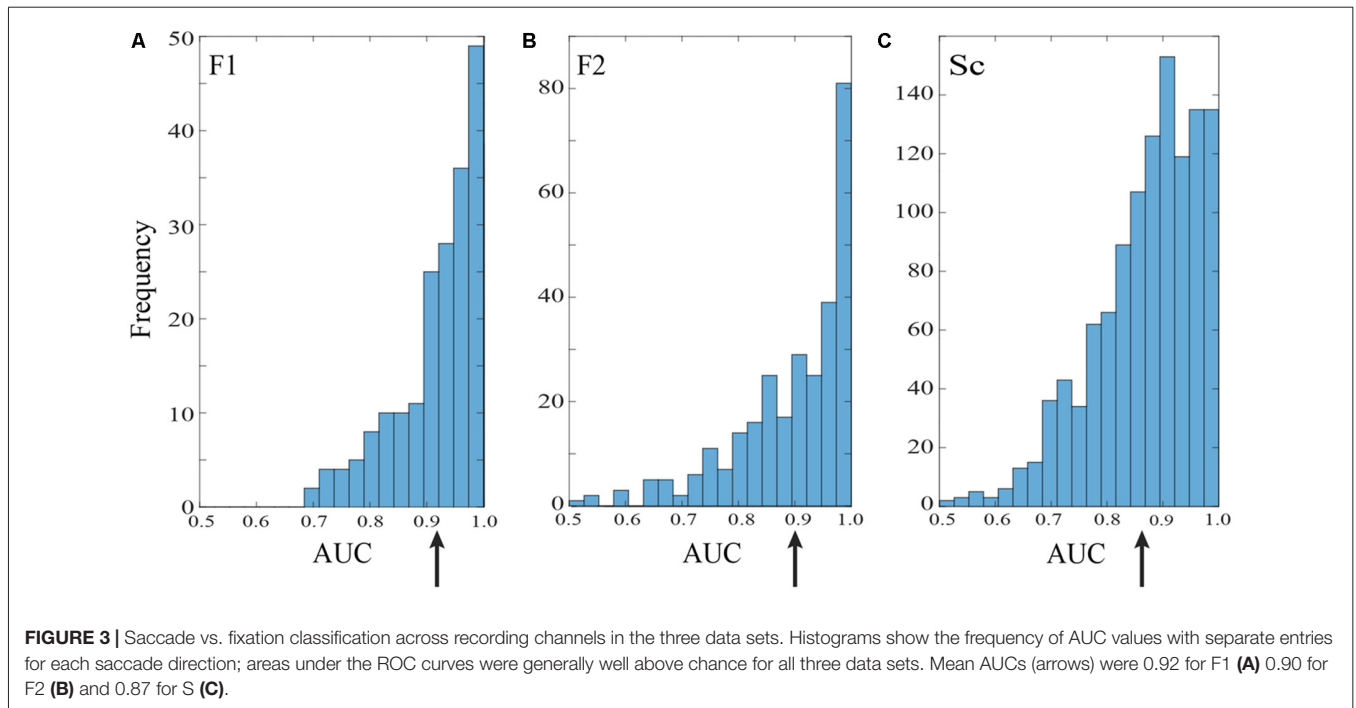 A
F1
50
40
30
20
10
0
Frequency
0.5 0.6 0.7 0.8 0.9 1.0
AUC
B
F2
80
60
40
20
0
0.5 0.6 0.7 0.8 0.9 1.0
AUC
C
Sc
140
120
100
80
60
40
20
0
0.5 0.6 0.7 0.8 0.9 1.0
AUC
FIGURE 3 | Saccade vs. fixation classification across recording channels in the three data sets. Histograms show the frequency of AUC values with separate entries
for each saccade direction; areas under the ROC curves were generally well above chance for all three data sets. Mean AUCs (arrows) were 0.92 for F1 (A) 0.90 for
F2 (B) and 0.87 for S (C).